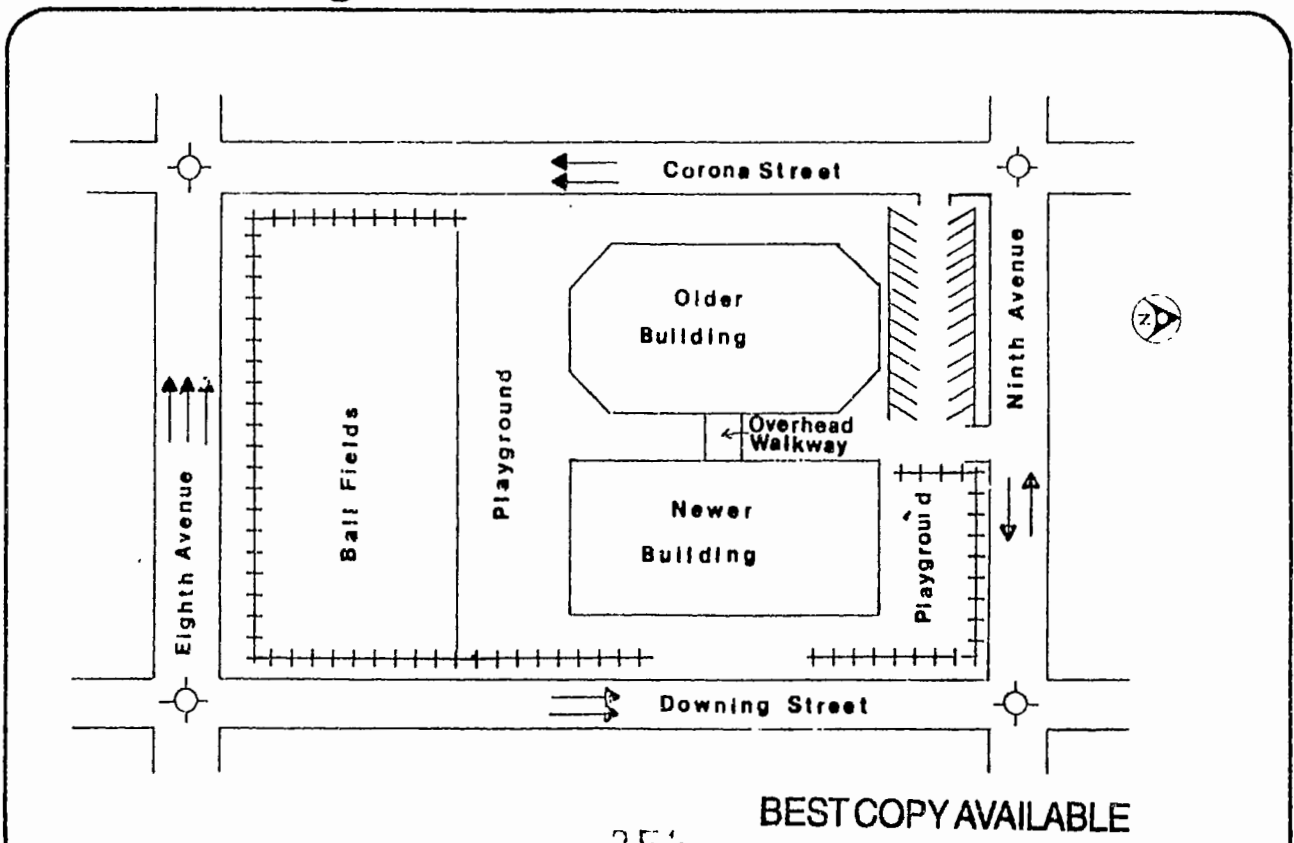 Corona Street
Older
Building
Ninth Avenue
Overhead
Walkway
Playground
Ball Fields
Eighth Avenue
Newer
Building
Playground
Downing Street
N
BEST COPY AVAILABLE